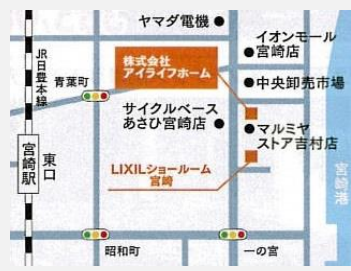 ヤマダ電機
イオンモール
宮崎店
株式会社
アイライフホーム
JR日豊本線
青葉町
中央卸売市場
サイクルベース
あさひ宮崎店
マルミヤ
ストア吉村店
宮崎駅
東口
LIXILショールーム
宮崎
宮崎港
昭和町
一の宮